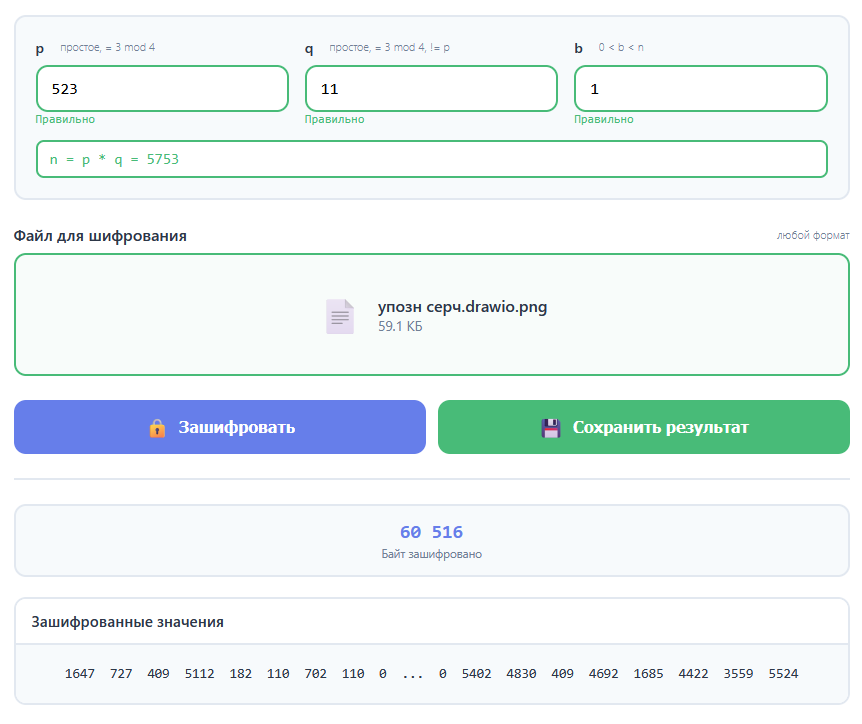 p простое, = 3 mod 4 q простое, = 3 mod 4, != p b 0 < b < n
523 11 1
Правильно Правильно Правильно
n = p * q = 5753
Файл для шифрования любой формат
упозн серч.drawio.png
59.1 КБ
Зашифровать Сохранить результат
60 516
Байт зашифровано
Зашифрованные значения
1647 727 409 5112 182 110 702 110 0 ... 0 5402 4830 409 4692 1685 4422 3559 5524